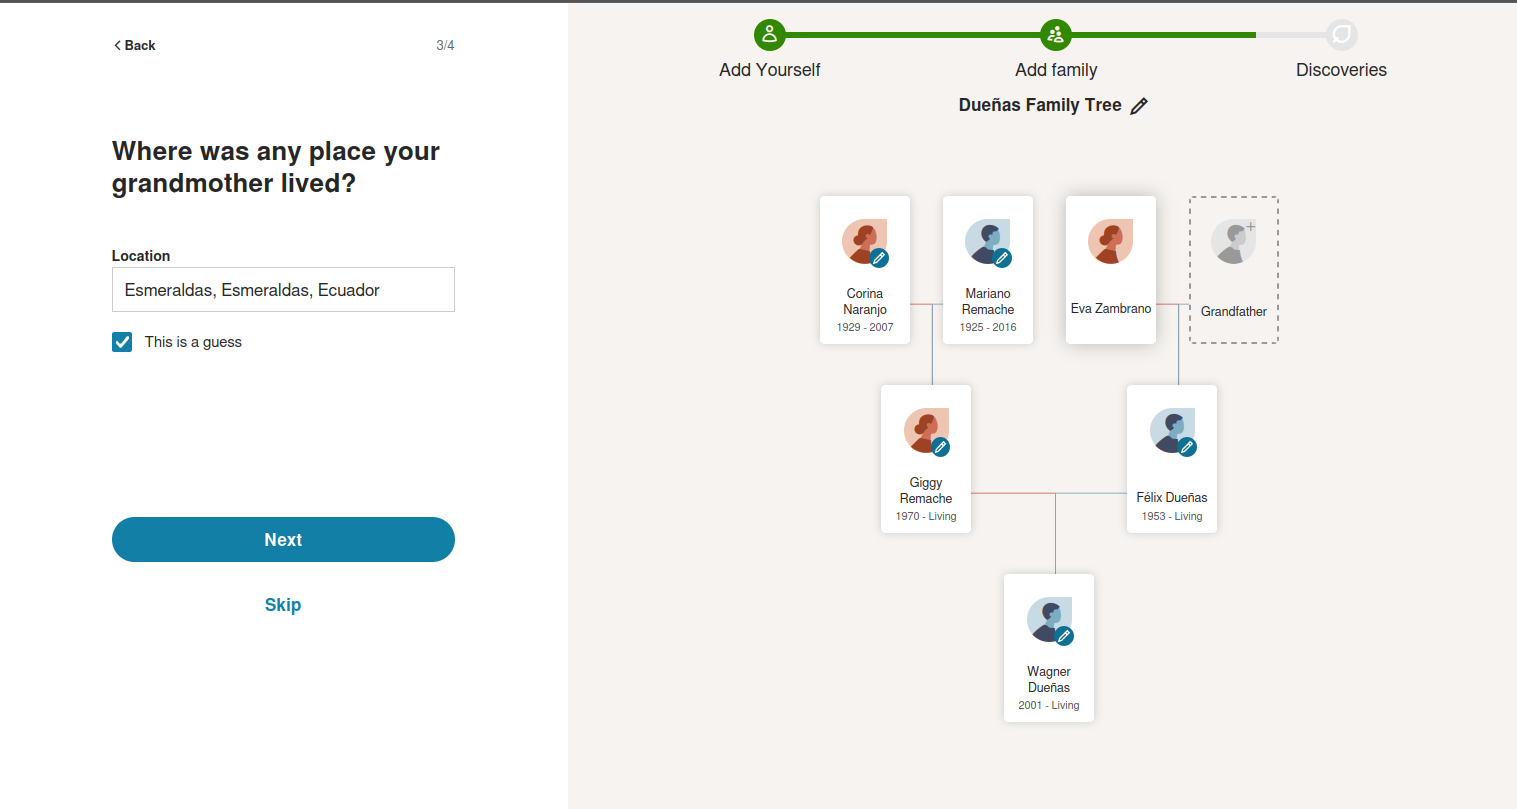 Back
3/4
Where was any place your
grandmother lived?
Location
Esmeraldas, Esmeraldas, Ecuador
This is a guess
Next
Skip
Add Yourself
Add family
Discoveries
Dueñas Family Tree
Corina
Naranjo
1929 - 2007
Mariano
Remache
1925 - 2016
Eva Zambrano
Grandfather
Giggy
Remache
1970 - Living
Félix Dueñas
1953 - Living
Wagner
Dueñas
2001 - Living